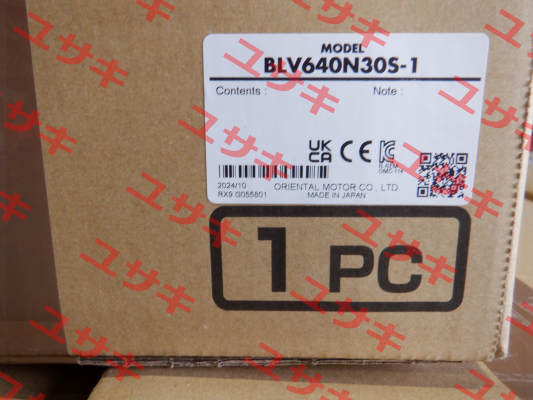 MODEL
BLV640N30S-1
Contents : Note :
UK
CA CE
2024/10 ORIENTAL MOTOR CO., LTD.
RX9 G055801 MADE IN JAPAN
1 PC
ユサキ